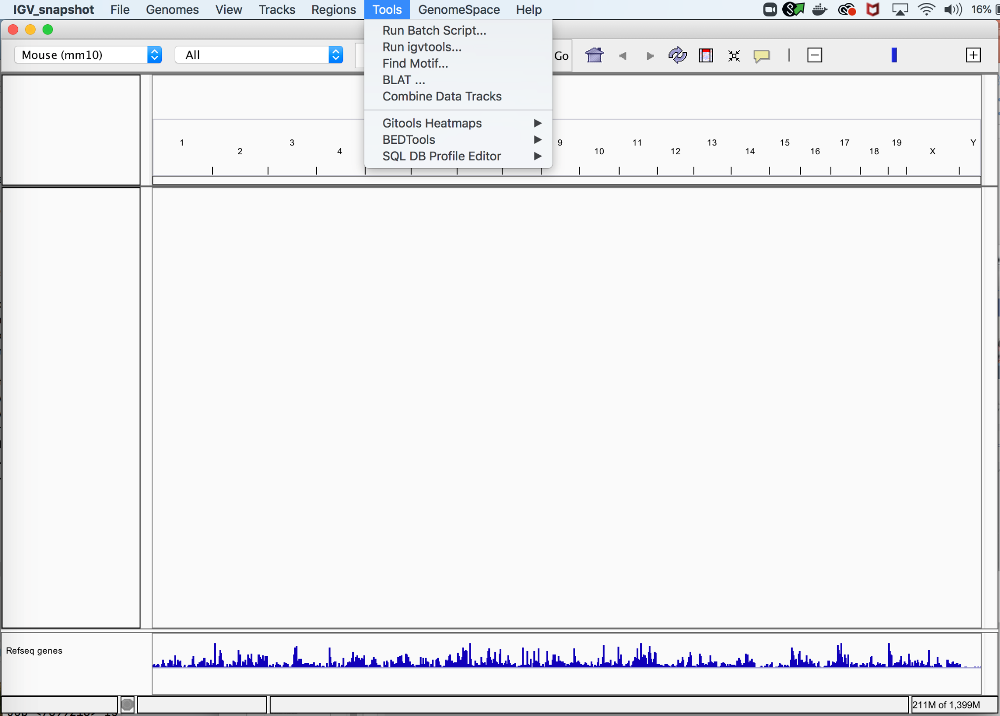 IGV_snapshot File Genomes View Tracks Regions Tools GenomeSpace Help 16%
Run Batch Script...
Run igvtools...
Find Motif...
BLAT ...
Combine Data Tracks
Gitools Heatmaps
BEDTools
SQL DB Profile Editor
Mouse (mm10) All Go
1 2 3 4 9 10 11 12 13 14 15 16 17 18 19 X Y
Refseq genes
211M of 1,399M